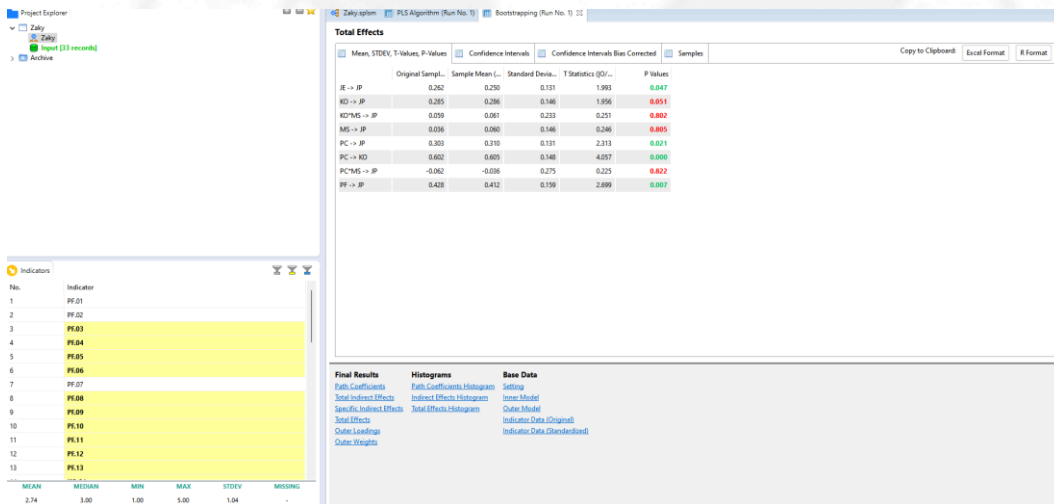 Project Explorer
Zaky
Zaky
Input [33 records]
Archive
Zaky.splsm
PLS Algorithm (Run No. 1)
Bootstrapping (Run No. 1)
Total Effects
Mean, STDEV, T-Values, P-Values
Confidence Intervals
Confidence Intervals Bias Corrected
Samples
Copy to Clipboard:
Excel Format
R Format
Original Sampl... Sample Mean (... Standard Devia... T Statistics (|O/... P Values
JE -> JP 0.262 0.250 0.131 1.993 0.047
KO -> JP 0.285 0.286 0.146 1.956 0.051
KO*MS -> JP 0.059 0.061 0.233 0.251 0.802
MS -> JP 0.036 0.060 0.146 0.246 0.805
PC -> JP 0.303 0.310 0.131 2.313 0.021
PC -> KO 0.602 0.605 0.148 4.057 0.000
PC*MS -> JP -0.062 -0.036 0.275 0.225 0.822
PF -> JP 0.428 0.412 0.159 2.699 0.007
Indicators
No. Indicator
1 PF.01
2 PF.02
3 PF.03
4 PF.04
5 PF.05
6 PF.06
7 PF.07
8 PF.08
9 PF.09
10 PF.10
11 PF.11
12 PF.12
13 PF.13
MEAN MEDIAN MIN MAX STDEV MISSING
2.74 3.00 1.00 5.00 1.04 -
Final Results Histograms Base Data
Path Coefficients Path Coefficients Histogram Setting
Total Indirect Effects Indirect Effects Histogram Inner Model
Specific Indirect Effects Total Effects Histogram Outer Model
Total Effects Indicator Data (Original)
Outer Loadings Indicator Data (Standardized)
Outer Weights